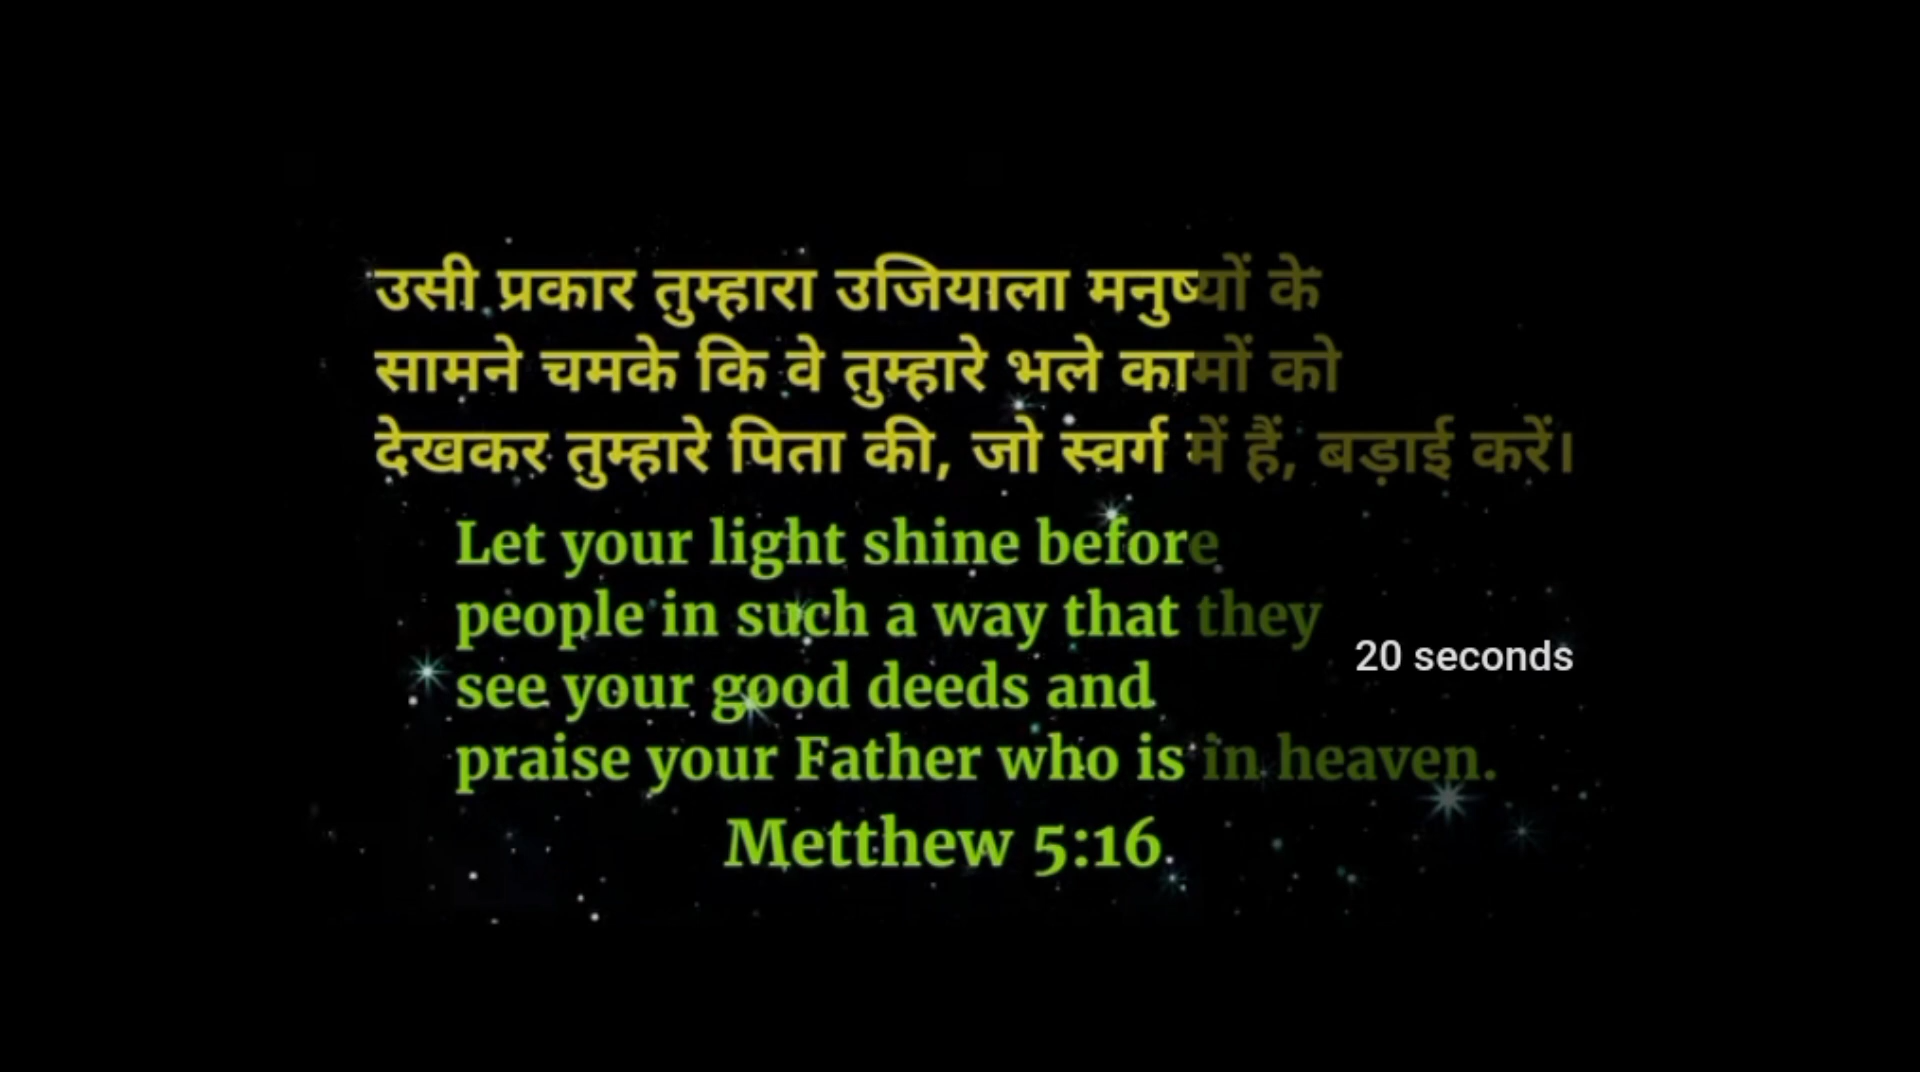 उसी प्रकार तुम्हारा उजियाला मनुष्यों के
सामने चमके कि वे तुम्हारे भले कामों को
देखकर तुम्हारे पिता की, जो स्वर्ग में हैं, बड़ाई करें।
Let your light shine before
people in such a way that they
see your good deeds and
praise your Father who is in heaven.
Metthew 5:16
20 seconds